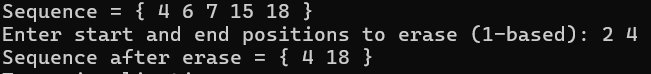 Sequence = { 4 6 7 15 18 }
Enter start and end positions to erase (1-based): 2 4
Sequence after erase = { 4 18 }